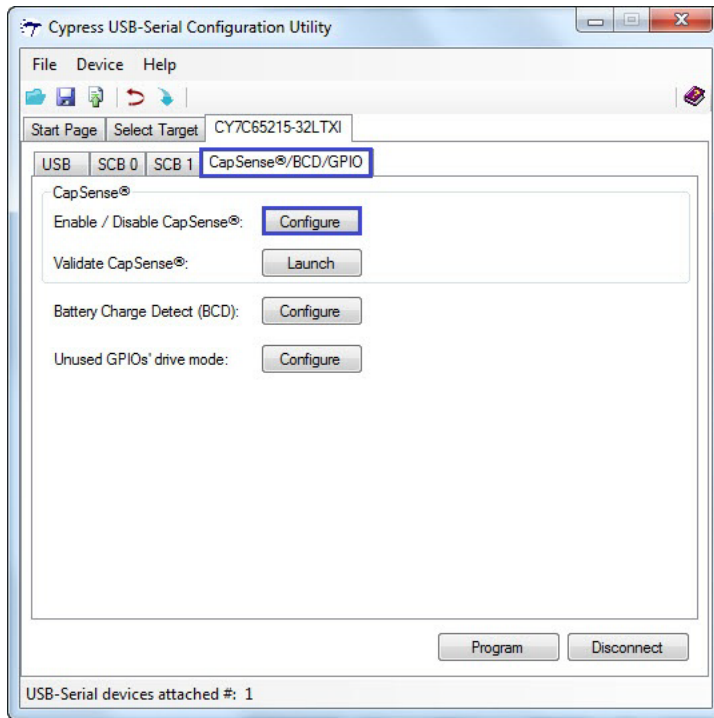 Cypress USB-Serial Configuration Utility
File Device Help
Start Page Select Target CY7C65215-32LTXI
USB SCB 0 SCB 1 CapSense®/BCD/GPIO
CapSense®
Enable / Disable CapSense®: Configure
Validate CapSense®: Launch
Battery Charge Detect (BCD): Configure
Unused GPIOs' drive mode: Configure
Program Disconnect
USB-Serial devices attached #: 1